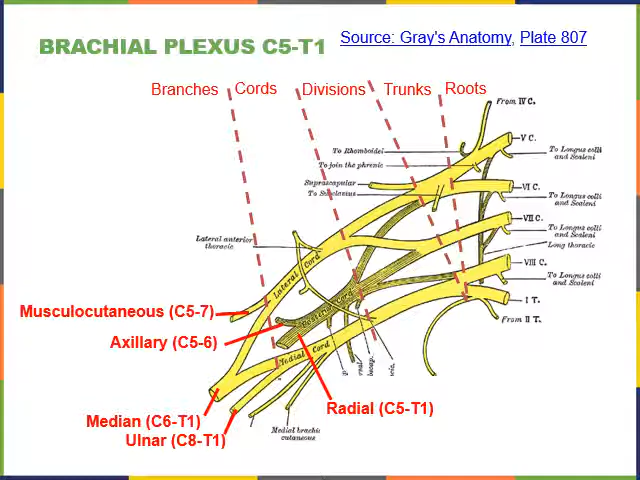 BRACHIAL PLEXUS C5-T1
Source: Gray's Anatomy, Plate 807
Branches Cords Divisions Trunks Roots
From IV C.
V C.
To Rhomboidei
To Longus colli
and Scaleni
To join the phrenic
Suprascapular
VI C.
To Subclavius
To Longus colli
and Scaleni
VII C.
To Longus colli
and Scaleni
Lateral anterior
thoracic
Long thoracic
VIII C.
Lateral Cord
To Longus colli
and Scaleni
I T.
Posterior Cord
Musculocutaneous (C5-7)
From II T.
Axillary (C5-6)
Medial Cord
Radial (C5-T1)
Median (C6-T1)
Ulnar (C8-T1)
Medial brachial
cutaneous